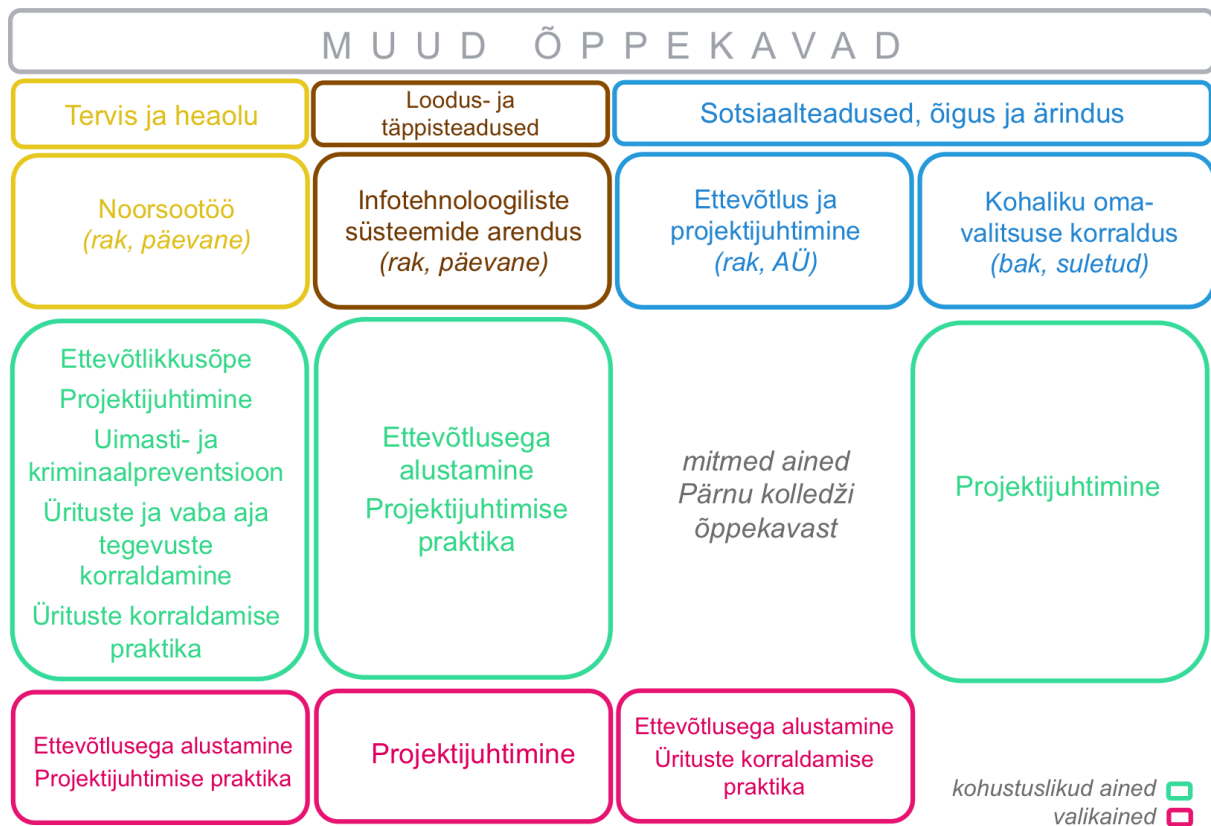 MUUD ÕPPEKAVAD
Tervis ja heaolu
Loodus- ja
täppisteadused
Sotsiaalteadused, õigus ja ärindus
Noorsootöö
(rak, päevane)
Infotehnoloogiliste
süsteemide arendus
(rak, päevane)
Ettevõtlus ja
projektijuhtimine
(rak, AÜ)
Kohaliku oma-
valitsuse korraldus
(bak, suletud)
Ettevõtlikkusõpe
Projektijuhtimine
Uimasti- ja
kriminaalpreventsioon
Ürituste ja vaba aja
tegevuste
korraldamine
Ürituste korraldamise
praktika
Ettevõtlusega
alustamine
Projektijuhtimise
praktika
mitmed ained
Pärnu kolledži
õppekavast
Projektijuhtimine
Ettevõtlusega alustamine
Projektijuhtimise praktika
Projektijuhtimine
Ettevõtlusega alustamine
Ürituste korraldamise
praktika
kohustuslikud ained
valikained